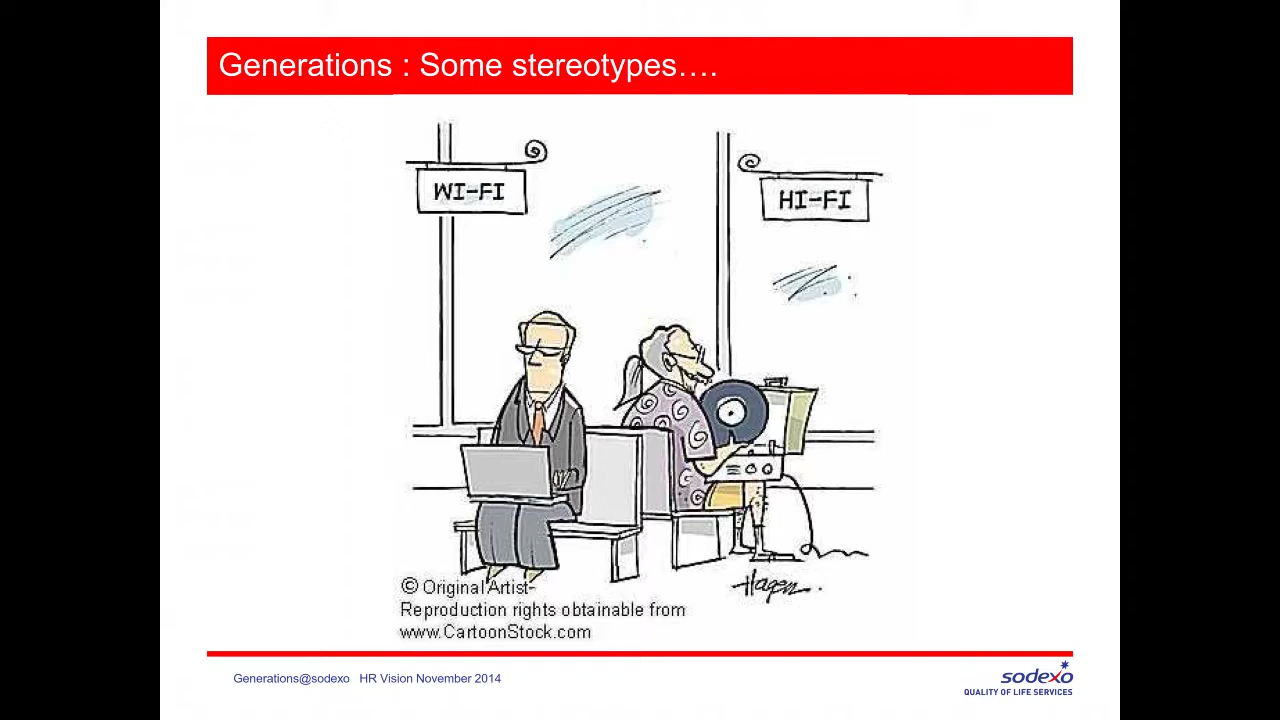 Generations : Some stereotypes….
WI-FI
HI-FI
© Original Artist
Reproduction rights obtainable from
www.CartoonStock.com
Hagen.
Generations@sodexo HR Vision November 2014
sodexo
QUALITY OF LIFE SERVICES